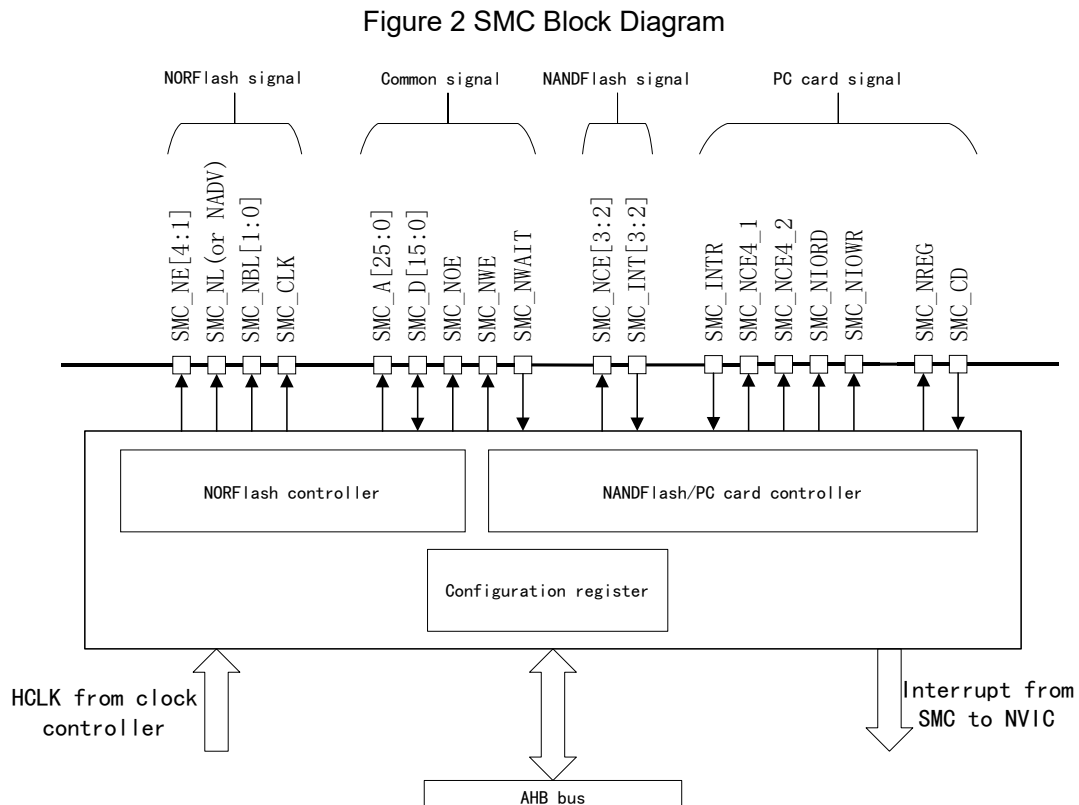 Figure 2 SMC Block Diagram
NORFlash signal
Common signal
NANDFlash signal
PC card signal
SMC_NE[4:1]
SMC_NL(or NADV)
SMC_NBL[1:0]
SMC_CLK
SMC_A[25:0]
SMC_D[15:0]
SMC_NOE
SMC_NWE
SMC_NWAIT
SMC_NCE[3:2]
SMC_INT[3:2]
SMC_INTR
SMC_NCE4_1
SMC_NCE4_2
SMC_NIORD
SMC_NIOWR
SMC_NREG
SMC_CD
NORFlash controller
NANDFlash/PC card controller
Configuration register
HCLK from clock
controller
Interrupt from
SMC to NVIC
AHB bus